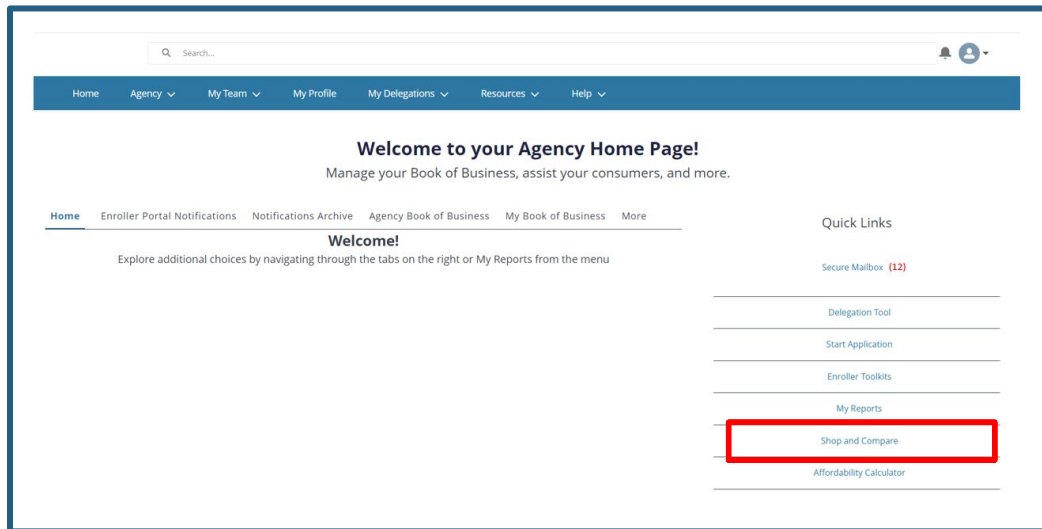 Search...
Home Agency My Team My Profile My Delegations Resources Help
Welcome to your Agency Home Page!
Manage your Book of Business, assist your consumers, and more.
Home Enroller Portal Notifications Notifications Archive Agency Book of Business My Book of Business More
Welcome!
Explore additional choices by navigating through the tabs on the right or My Reports from the menu
Quick Links
Secure Mailbox (12)
Delegation Tool
Start Application
Enroller Toolkits
My Reports
Shop and Compare
Affordability Calculator